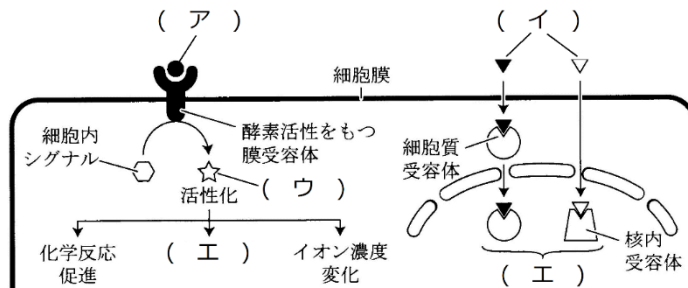 ( ア )
( イ )
細胞膜
細胞内
シグナル
酵素活性をもつ
膜受容体
細胞質
受容体
( ウ )
活性化
化学反応
促進
( エ )
イオン濃度
変化
核内
受容体
( エ )